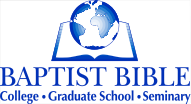 BAPTIST BIBLE
College • Graduate School • Seminary